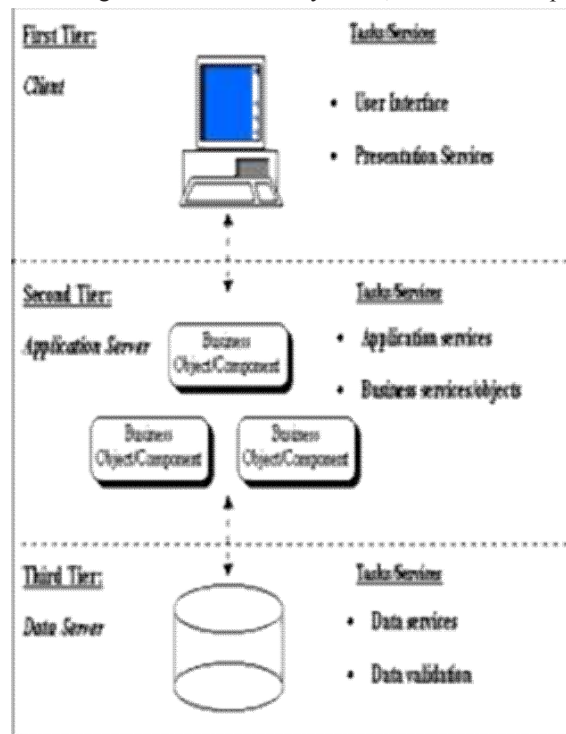 First Tier:
Tasks/Services
Client
• User Interface
• Presentation Services
Second Tier:
Tasks/Services
Application Server
Business
Object/Component
• Application services
• Business services/objects
Business
Object/Component
Business
Object/Component
Third Tier:
Tasks/Services
Data Server
• Data services
• Data validation